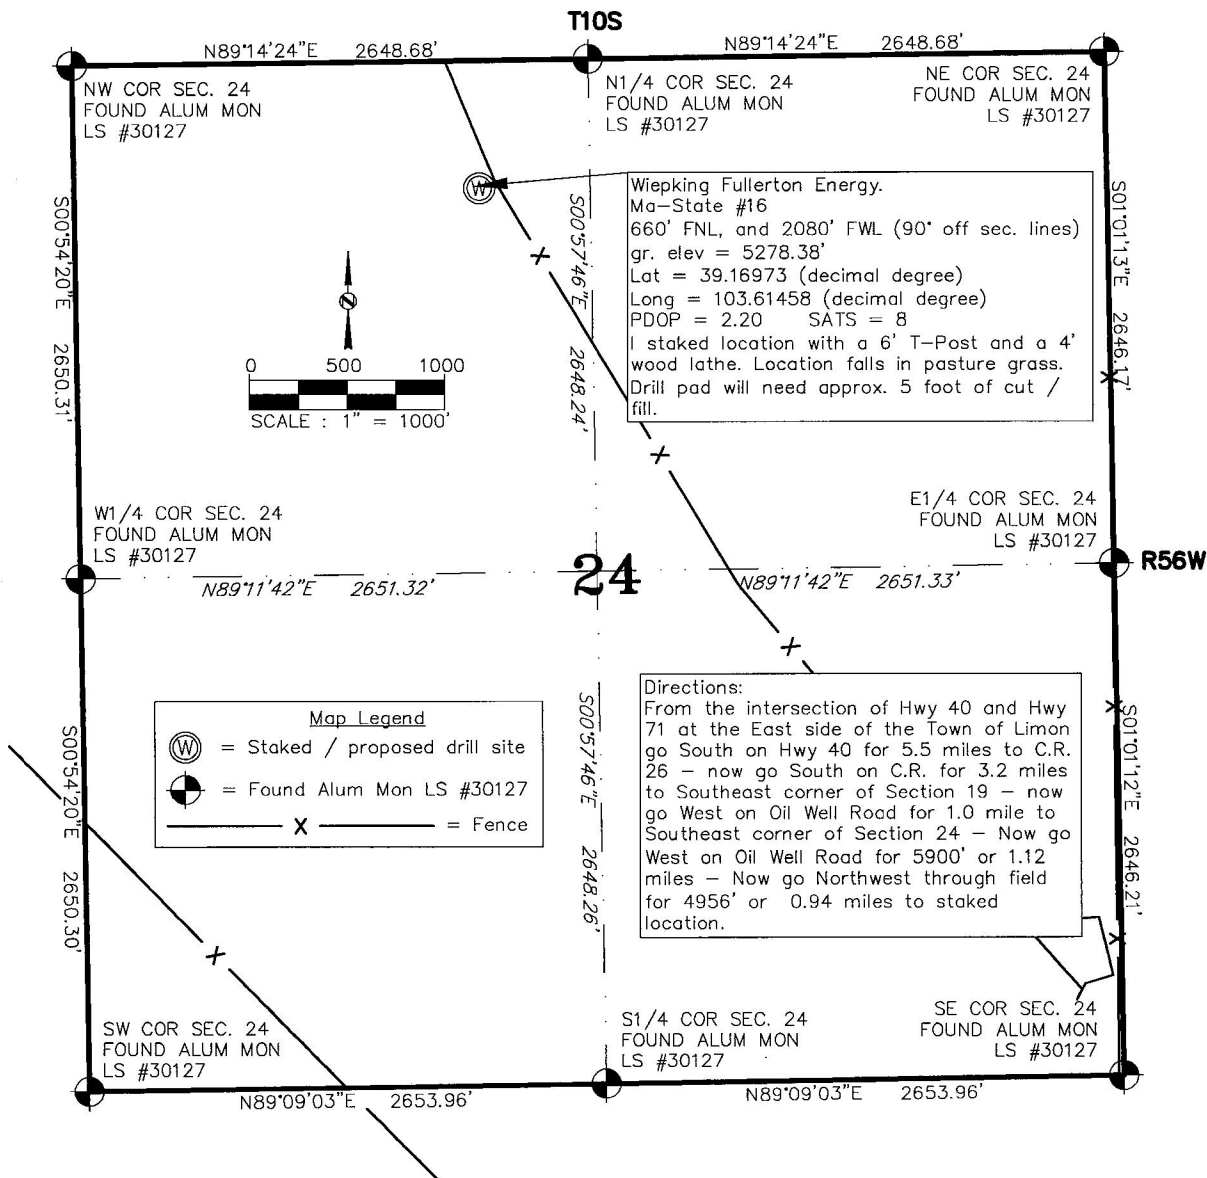 T10S
N89°14'24"E 2648.68'
N89°14'24"E 2648.68'
NW COR SEC. 24
FOUND ALUM MON
LS #30127
N1/4 COR SEC. 24
FOUND ALUM MON
LS #30127
NE COR SEC. 24
FOUND ALUM MON
LS #30127
S00°54'20"E 2650.31'
S00°57'46"E 2648.24'
S01°01'13"E 2646.17'
W
Wiepking Fullerton Energy.
Ma-State #16
660' FNL, and 2080' FWL (90° off sec. lines)
gr. elev = 5278.38'
Lat = 39.16973 (decimal degree)
Long = 103.61458 (decimal degree)
PDOP = 2.20 SATS = 8
I staked location with a 6' T-Post and a 4'
wood lathe. Location falls in pasture grass.
Drill pad will need approx. 5 foot of cut /
fill.
N
0 500 1000
SCALE : 1" = 1000'
W1/4 COR SEC. 24
FOUND ALUM MON
LS #30127
E1/4 COR SEC. 24
FOUND ALUM MON
LS #30127
R56W
24
N89°11'42"E 2651.32'
N89°11'42"E 2651.33'
S00°54'20"E 2650.30'
S00°57'46"E 2648.26'
S01°01'12"E 2646.21'
Map Legend
W = Staked / proposed drill site
= Found Alum Mon LS #30127
X = Fence
Directions:
From the intersection of Hwy 40 and Hwy
71 at the East side of the Town of Limon
go South on Hwy 40 for 5.5 miles to C.R.
26 - now go South on C.R. for 3.2 miles
to Southeast corner of Section 19 - now
go West on Oil Well Road for 1.0 mile to
Southeast corner of Section 24 - Now go
West on Oil Well Road for 5900' or 1.12
miles - Now go Northwest through field
for 4956' or 0.94 miles to staked
location.
SW COR SEC. 24
FOUND ALUM MON
LS #30127
S1/4 COR SEC. 24
FOUND ALUM MON
LS #30127
SE COR SEC. 24
FOUND ALUM MON
LS #30127
N89°09'03"E 2653.96'
N89°09'03"E 2653.96'